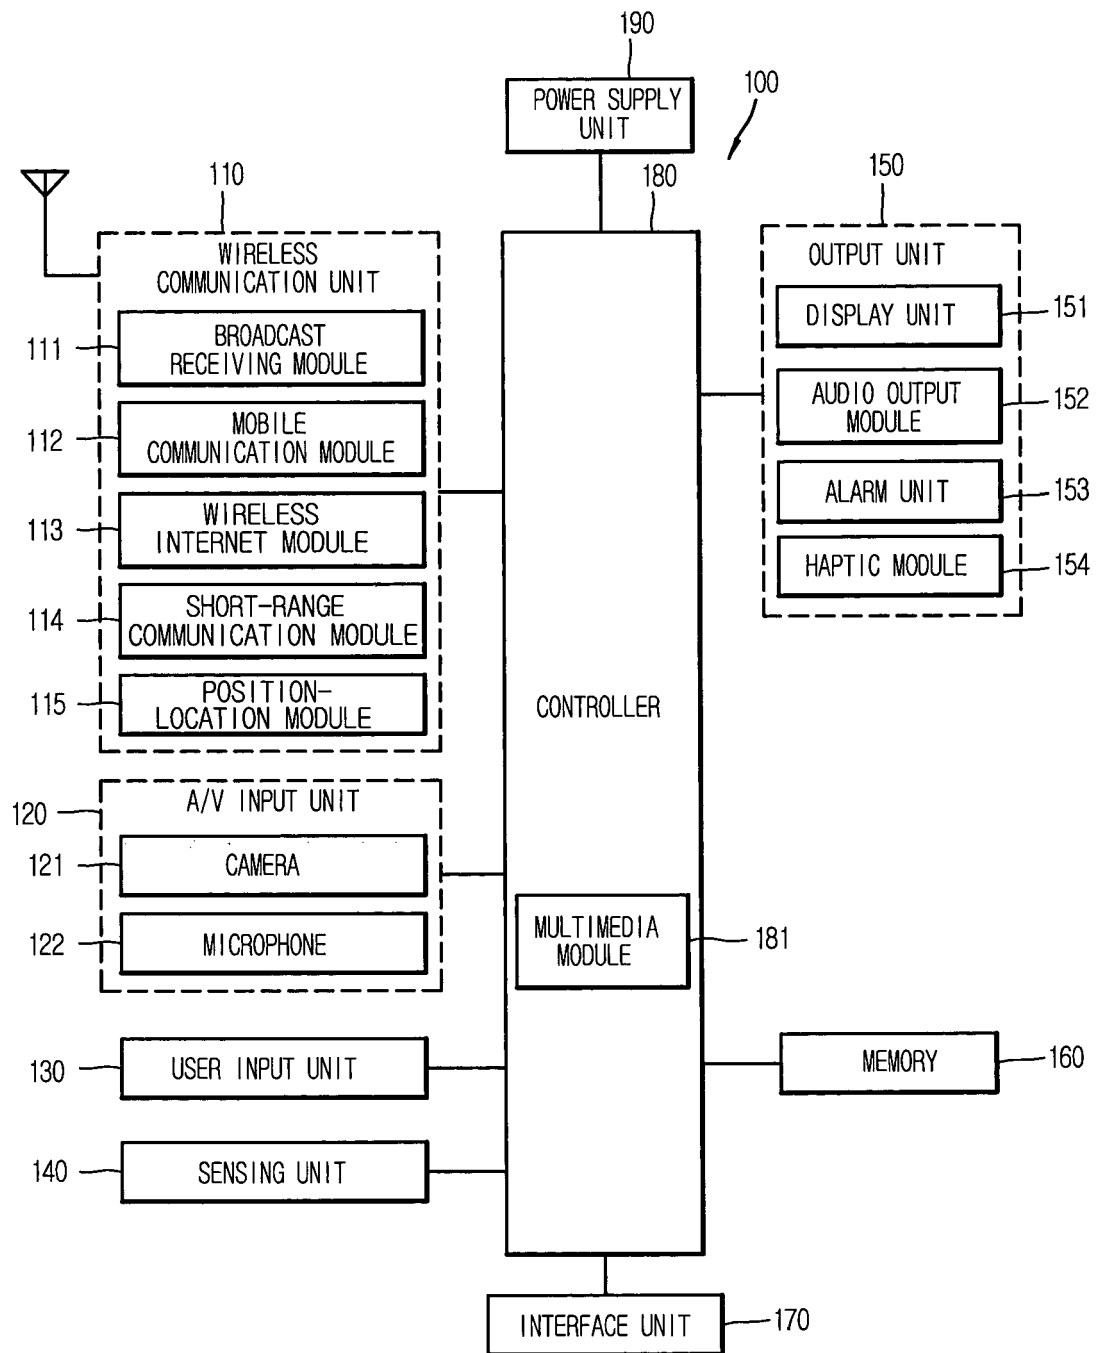 190
POWER SUPPLY
UNIT
100
110
180
150
WIRELESS
COMMUNICATION UNIT
111
BROADCAST
RECEIVING MODULE
112
MOBILE
COMMUNICATION MODULE
113
WIRELESS
INTERNET MODULE
114
SHORT-RANGE
COMMUNICATION MODULE
115
POSITION-
LOCATION MODULE
120
A/V INPUT UNIT
121
CAMERA
122
MICROPHONE
130
USER INPUT UNIT
140
SENSING UNIT
CONTROLLER
MULTIMEDIA
MODULE
181
OUTPUT UNIT
DISPLAY UNIT
151
AUDIO OUTPUT
MODULE
152
ALARM UNIT
153
HAPTIC MODULE
154
MEMORY
160
INTERFACE UNIT
170